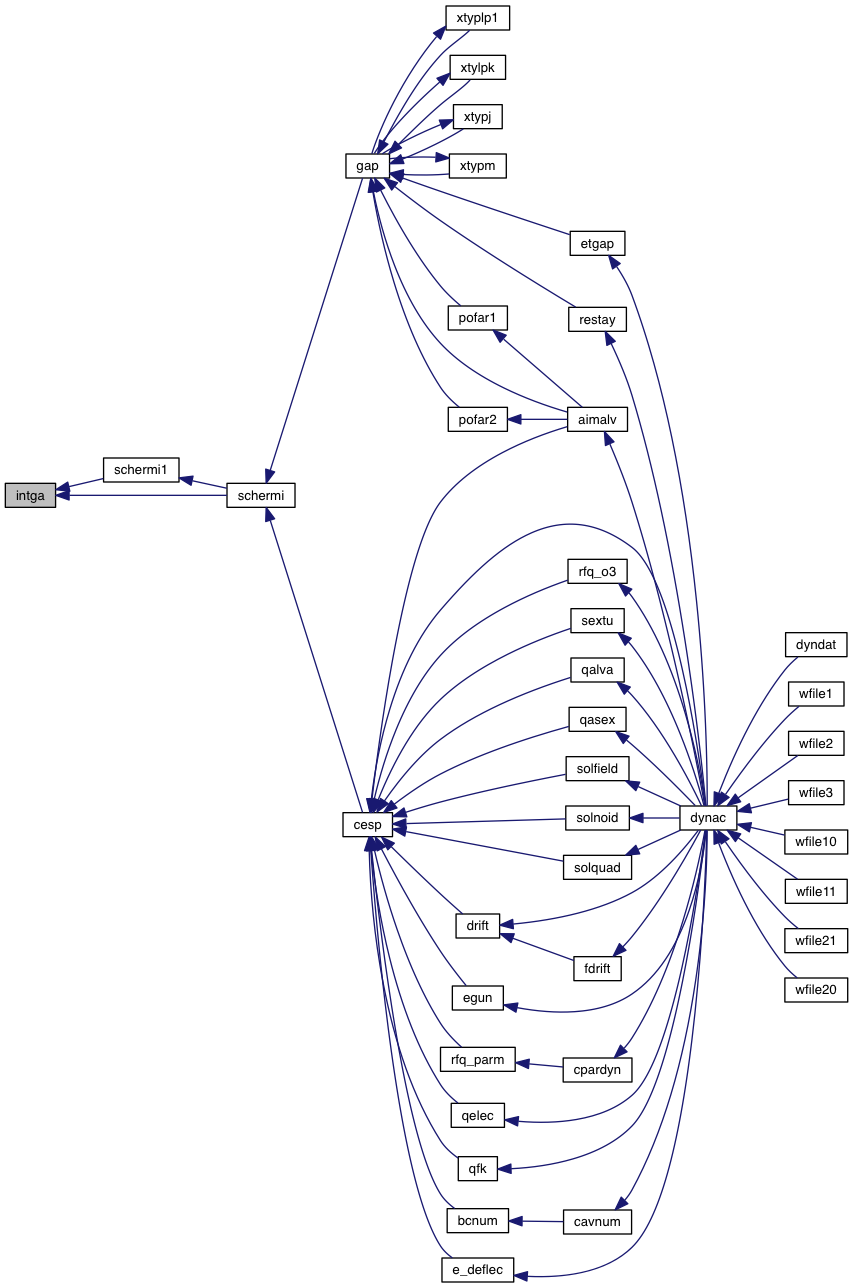 xtyplp1
xtylpk
xtypj
gap
xtypm
etgap
pofar1
restay
pofar2
aimalv
schermi1
intga
schermi
rfq_o3
sextu
dyndat
qalva
wfile1
qasex
wfile2
solfield
wfile3
cesp
solnoid
dynac
wfile10
solquad
wfile11
drift
wfile21
fdrift
wfile20
egun
rfq_parm
cpardyn
qelec
qfk
bcnum
cavnum
e_deflec